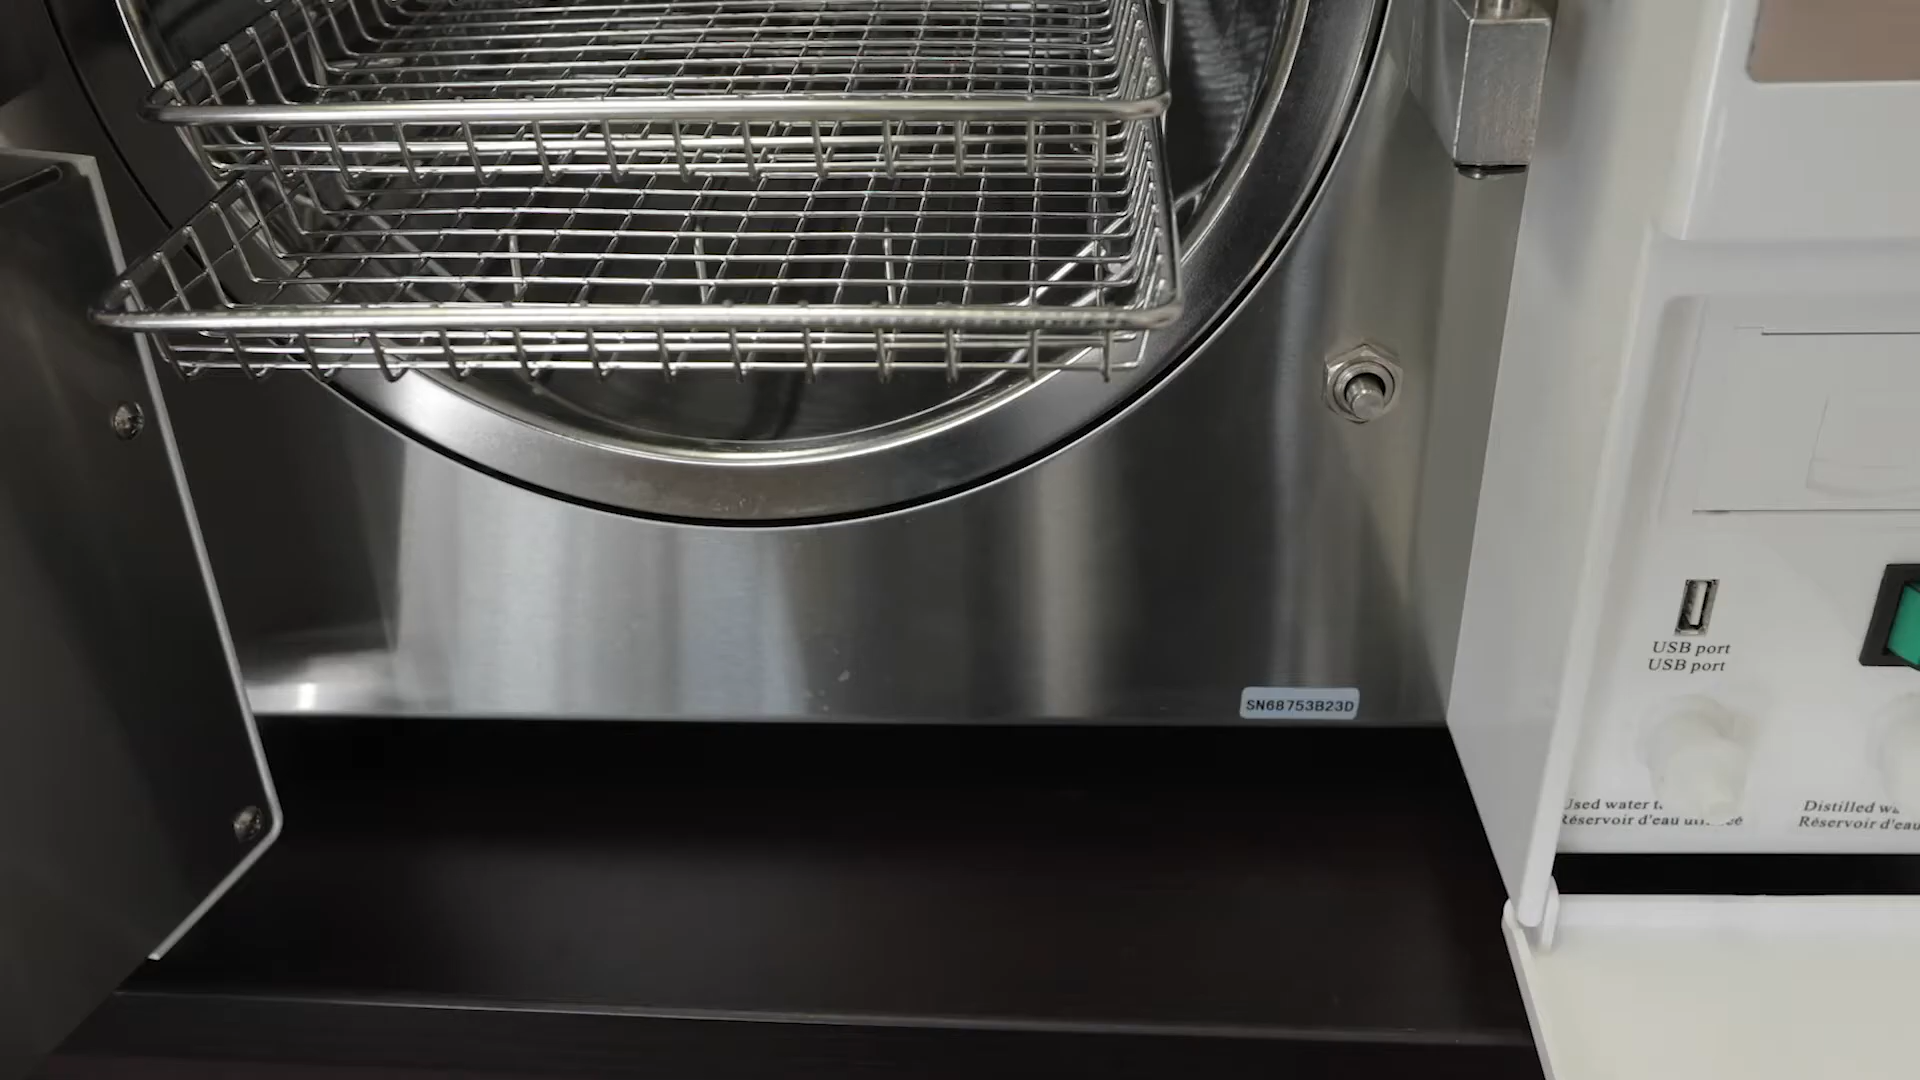 USB port
USB port
SN68753B23D
Used water
Réservoir d'eau
Distilled
Réservoir d'eau